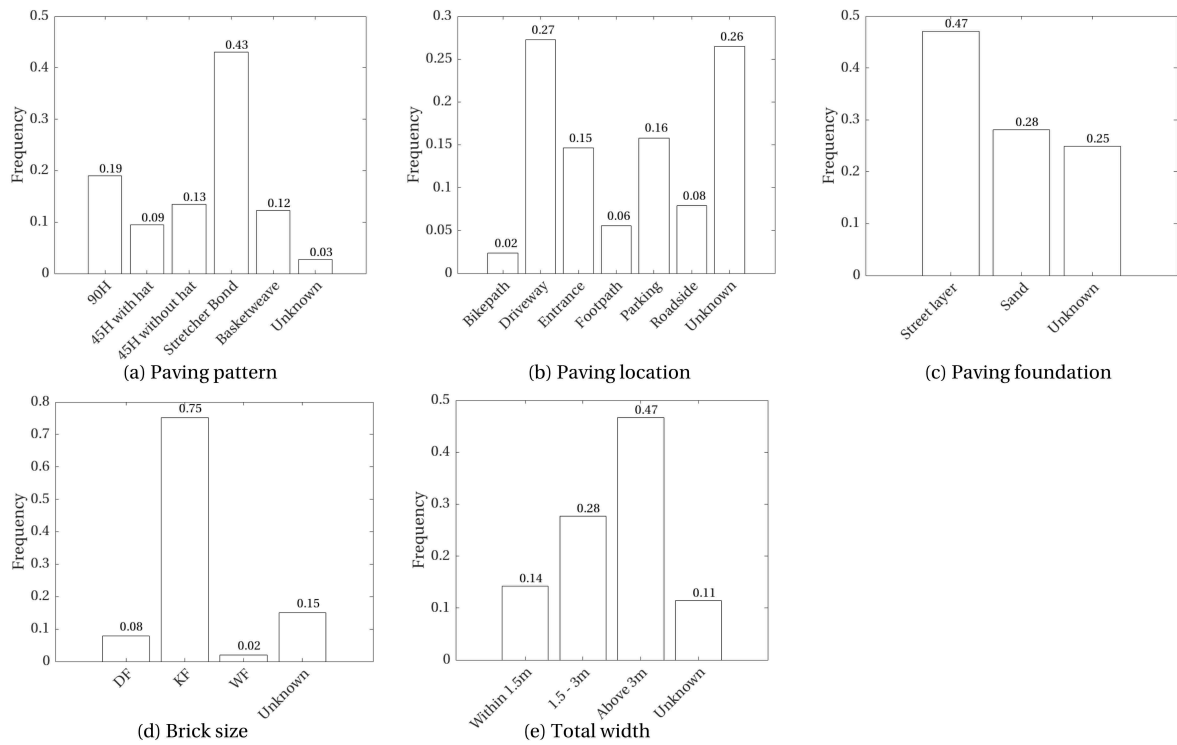 0.5
0.4
0.3
0.2
0.1
0
Frequency
0.19
0.09
0.13
0.43
0.12
0.03
90H
45H with hat
45H without hat
Stretcher Bond
Basketweave
Unknown
(a) Paving pattern
0.3
0.25
0.2
0.15
0.1
0.05
0
Frequency
0.02
0.27
0.15
0.06
0.16
0.08
0.26
Bikepath
Driveway
Entrance
Footpath
Parking
Roadside
Unknown
(b) Paving location
0.5
0.4
0.3
0.2
0.1
0
Frequency
0.47
0.28
0.25
Street layer
Sand
Unknown
(c) Paving foundation
0.8
0.7
0.6
0.5
0.4
0.3
0.2
0.1
0
Frequency
0.08
0.75
0.02
0.15
DF
KF
WF
Unknown
(d) Brick size
0.5
0.4
0.3
0.2
0.1
0
Frequency
0.14
0.28
0.47
0.11
Within 1.5m
1.5 - 3m
Above 3m
Unknown
(e) Total width